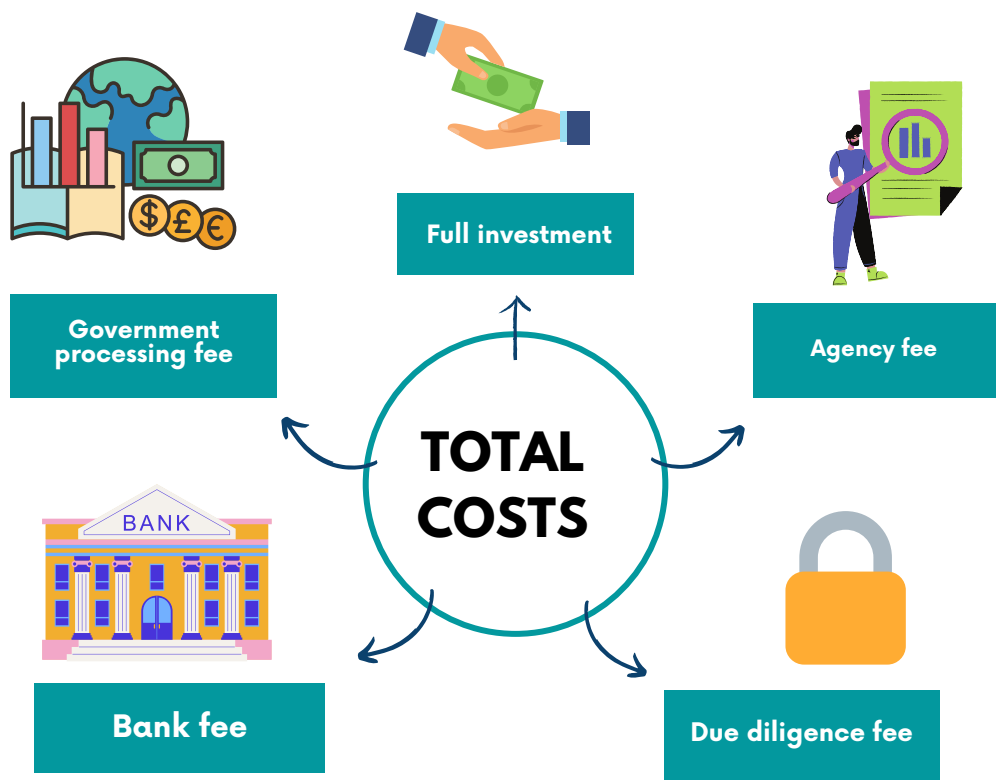 Full investment
Government
processing fee
Agency fee
TOTAL
COSTS
BANK
Bank fee
Due diligence fee
$
£
€